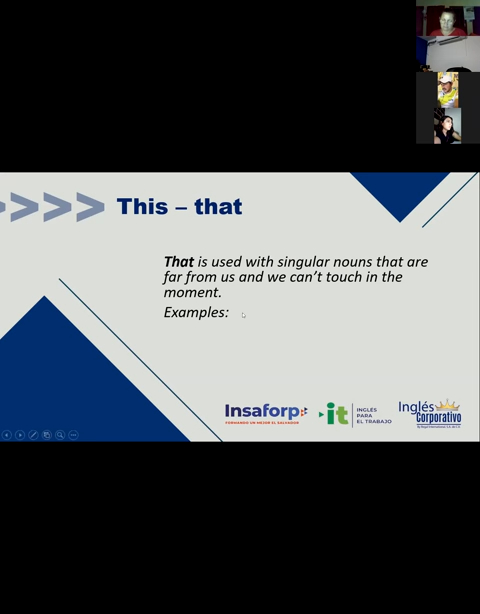 This – that
That is used with singular nouns that are
far from us and we can't touch in the
moment.
Examples:
Insaforp
FORMANDO UN MEJOR EL SALVADOR
it
INGLÉS
PARA
EL TRABAJO
Inglés
Corporativo